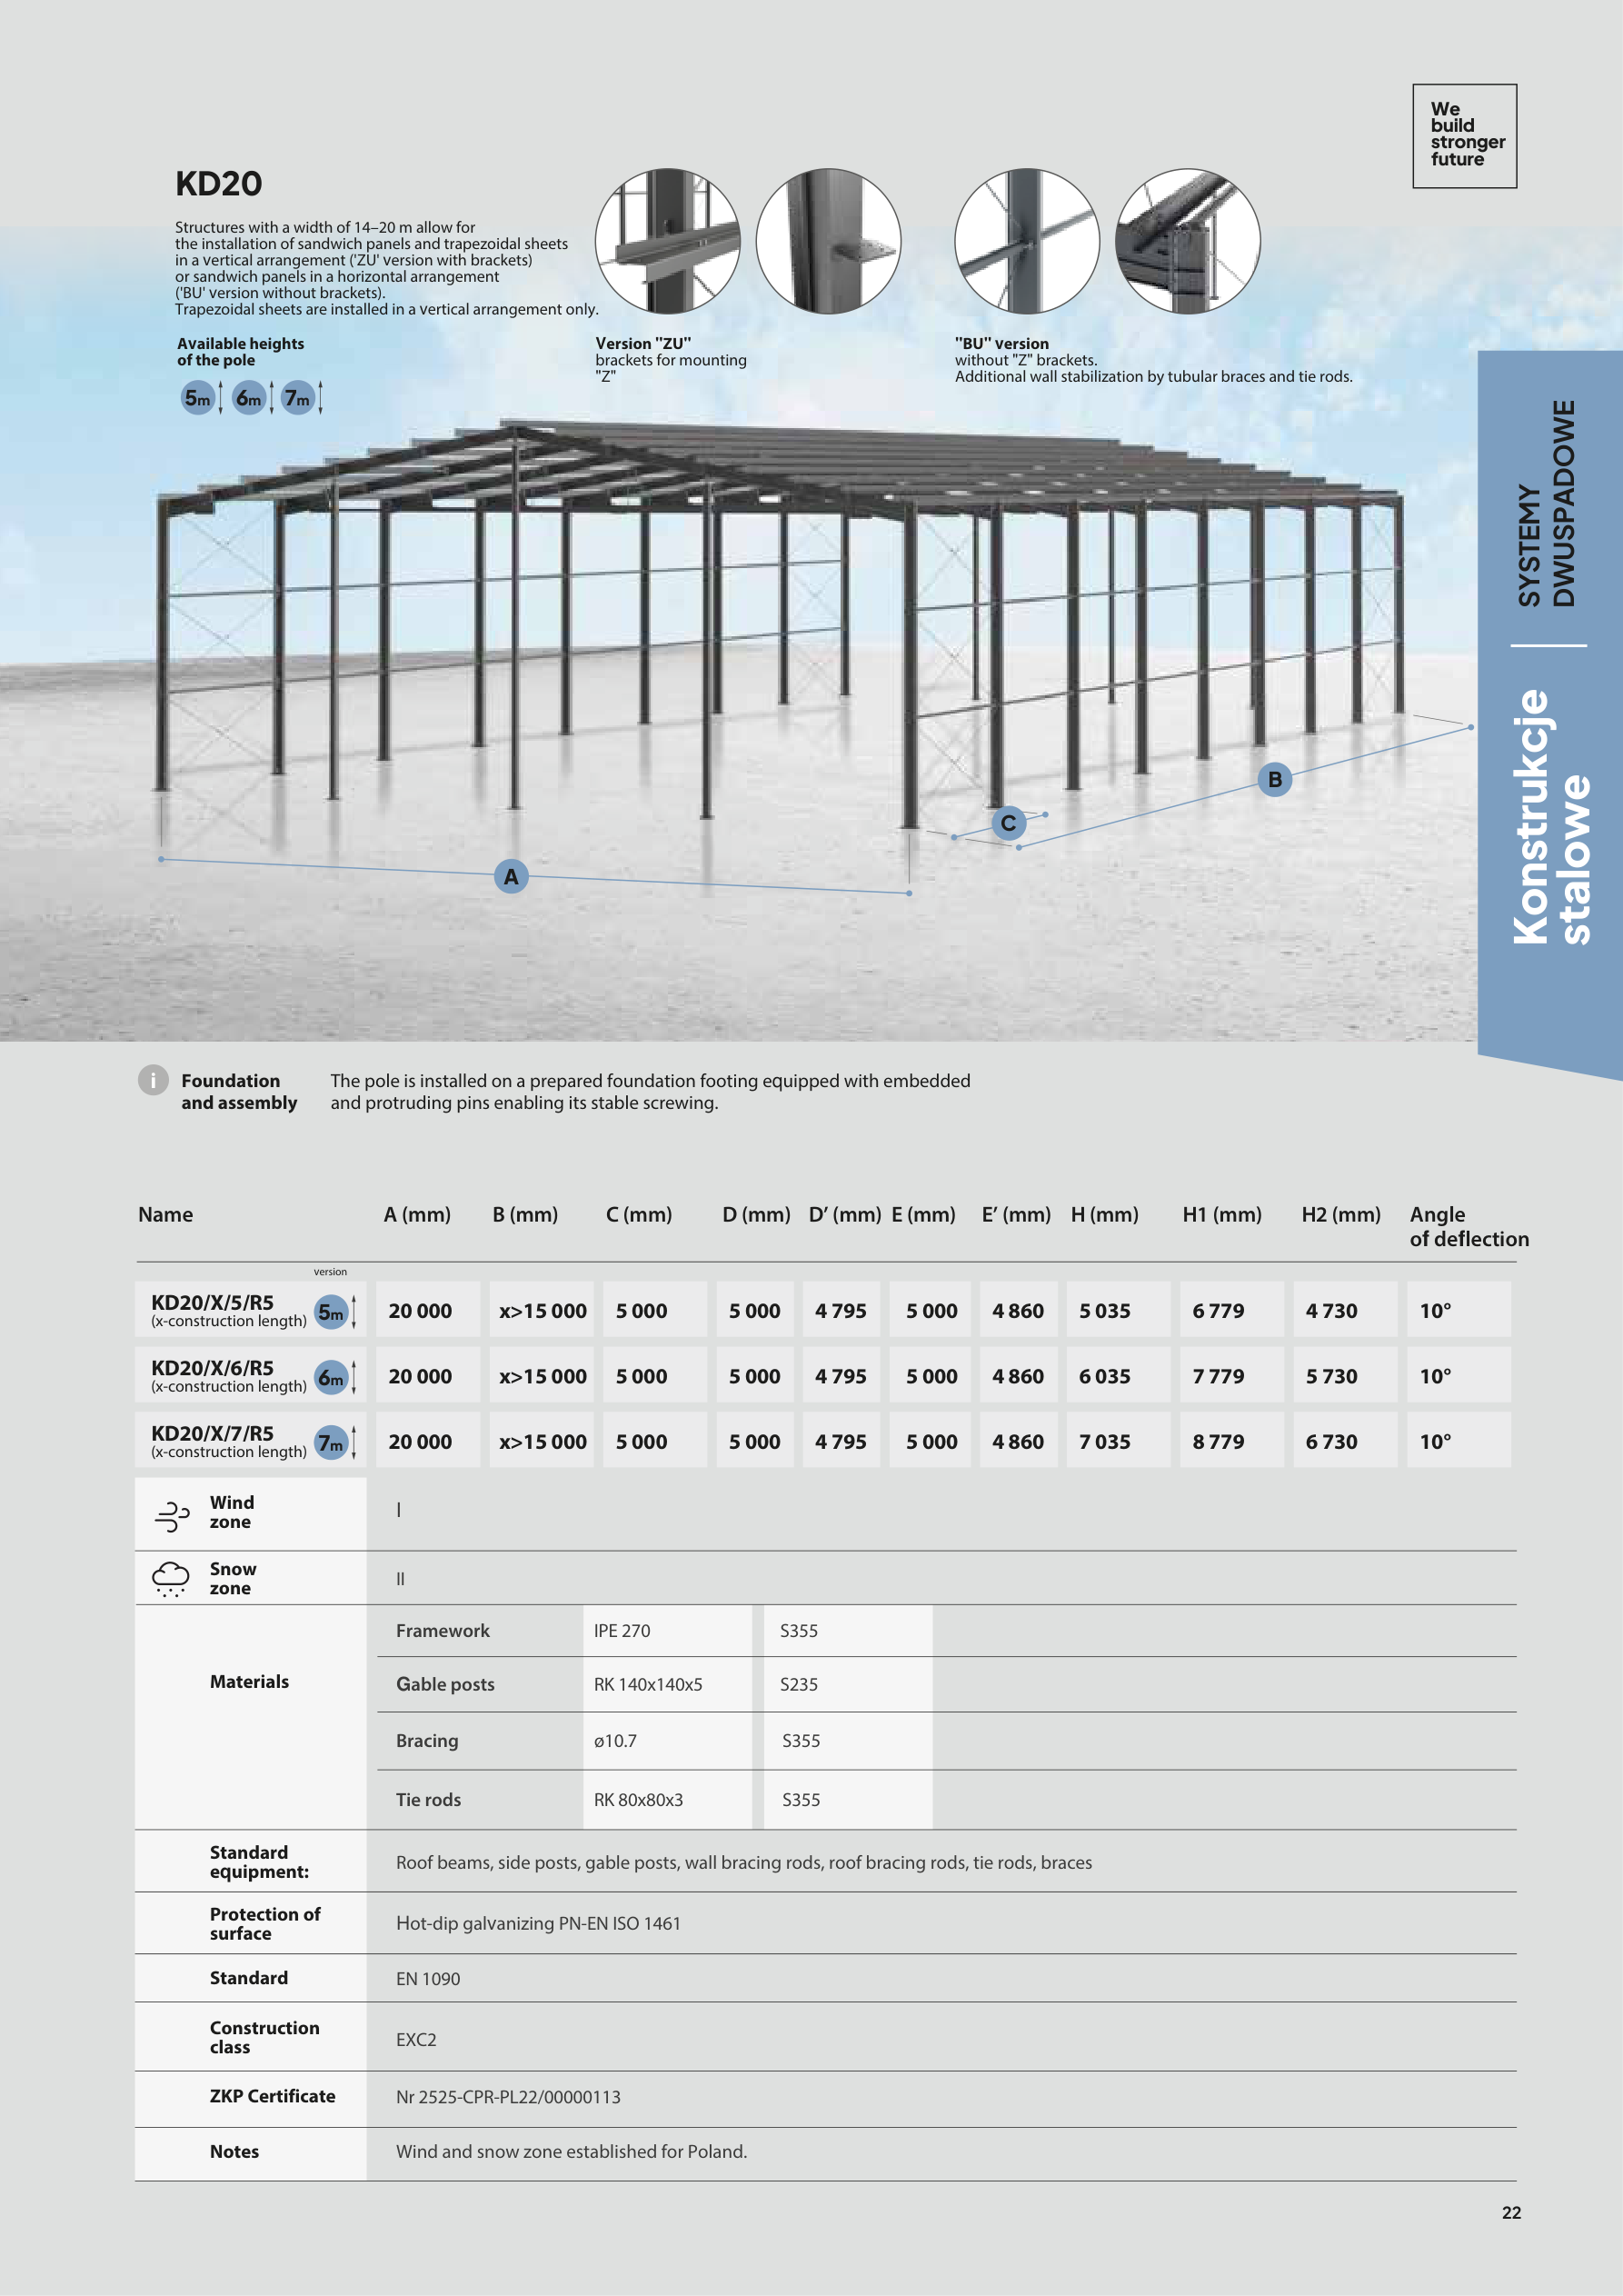 We
build
stronger
future
KD20
Structures with a width of 14–20 m allow for
the installation of sandwich panels and trapezoidal sheets
in a vertical arrangement ('ZU' version with brackets)
or sandwich panels in a horizontal arrangement
('BU' version without brackets).
Trapezoidal sheets are installed in a vertical arrangement only.
Available heights
of the pole
5m 6m 7m
Version "ZU"
brackets for mounting
"Z"
"BU" version
without "Z" brackets.
Additional wall stabilization by tubular braces and tie rods.
A
C
B
SYSTEMY
DWUSPADOWE
Konstrukcje
stalowe
i
Foundation
and assembly
The pole is installed on a prepared foundation footing equipped with embedded
and protruding pins enabling its stable screwing.
Name A (mm) B (mm) C (mm) D (mm) D’ (mm) E (mm) E’ (mm) H (mm) H1 (mm) H2 (mm) Angle
of deflection
version
KD20/X/5/R5 5m 20 000 x>15 000 5 000 5 000 4 795 5 000 4 860 5 035 6 779 4 730 10°
(x-construction length)
KD20/X/6/R5 6m 20 000 x>15 000 5 000 5 000 4 795 5 000 4 860 6 035 7 779 5 730 10°
(x-construction length)
KD20/X/7/R5 7m 20 000 x>15 000 5 000 5 000 4 795 5 000 4 860 7 035 8 779 6 730 10°
(x-construction length)
Wind
zone
I
Snow
zone
II
Materials
Framework IPE 270 S355
Gable posts RK 140x140x5 S235
Bracing ø10.7 S355
Tie rods RK 80x80x3 S355
Standard
equipment:
Roof beams, side posts, gable posts, wall bracing rods, roof bracing rods, tie rods, braces
Protection of
surface
Hot-dip galvanizing PN-EN ISO 1461
Standard
EN 1090
Construction
class
EXC2
ZKP Certificate
Nr 2525-CPR-PL22/00000113
Notes
Wind and snow zone established for Poland.
22